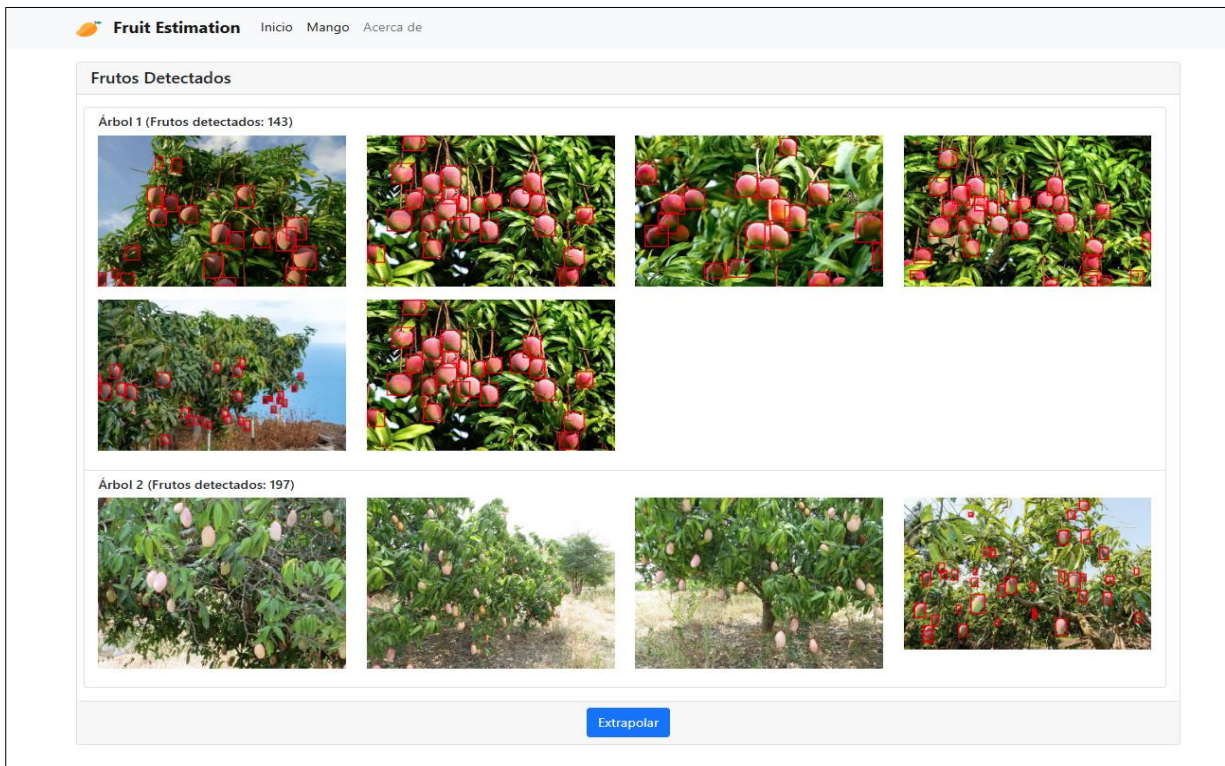 Fruit Estimation Inicio Mango Acerca de
Frutos Detectados
Árbol 1 (Frutos detectados: 143)
Árbol 2 (Frutos detectados: 197)
Extrapolar